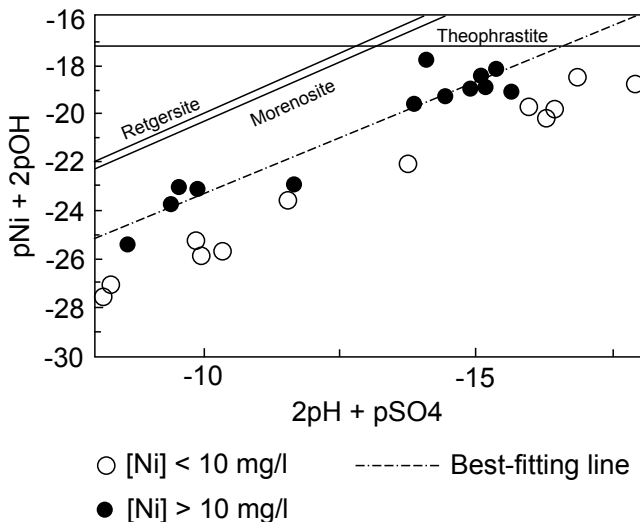 -16
-18
-20
-22
-24
-26
-28
-30
pNi + 2pOH
Theophrastite
Retgersite
Morenosite
-10
-15
2pH + pSO4
[Ni] < 10 mg/l
Best-fitting line
[Ni] > 10 mg/l